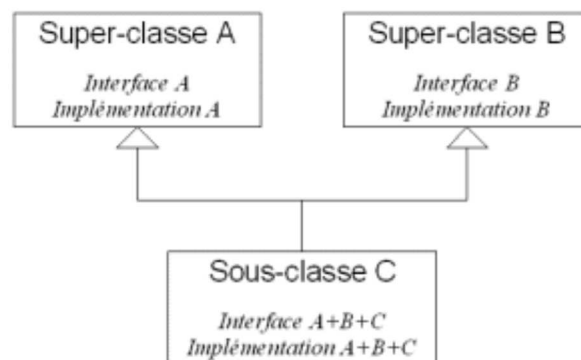 Super-classe A
Interface A
Implémentation A
Super-classe B
Interface B
Implémentation B
Sous-classe C
Interface A+B+C
Implémentation A+B+C